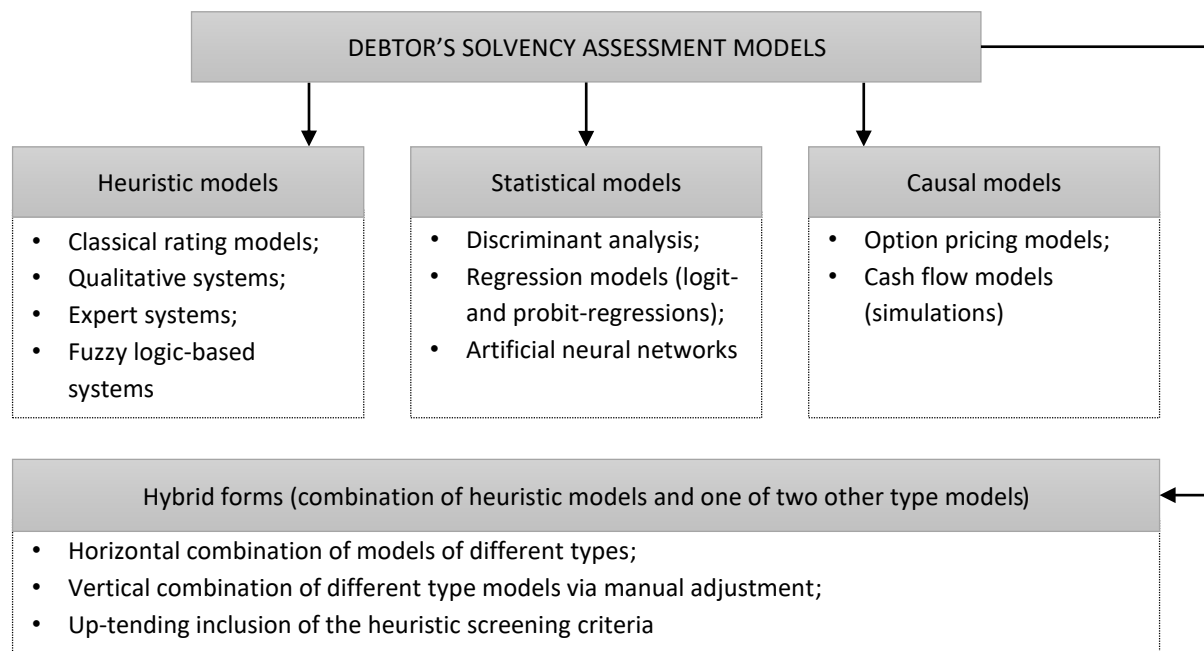 DEBTOR’S SOLVENCY ASSESSMENT MODELS
Heuristic models
• Classical rating models;
• Qualitative systems;
• Expert systems;
• Fuzzy logic-based
systems
Statistical models
• Discriminant analysis;
• Regression models (logit-
and probit-regressions);
• Artificial neural networks
Causal models
• Option pricing models;
• Cash flow models
(simulations)
Hybrid forms (combination of heuristic models and one of two other type models)
• Horizontal combination of models of different types;
• Vertical combination of different type models via manual adjustment;
• Up-tending inclusion of the heuristic screening criteria